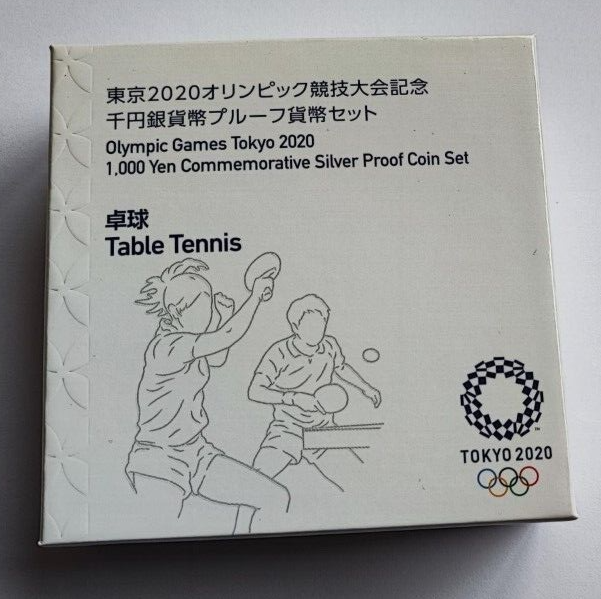 東京2020オリンピック競技大会記念
千円銀貨幣プルーフ貨幣セット
Olympic Games Tokyo 2020
1,000 Yen Commemorative Silver Proof Coin Set
卓球
Table Tennis
TM
TOKYO 2020